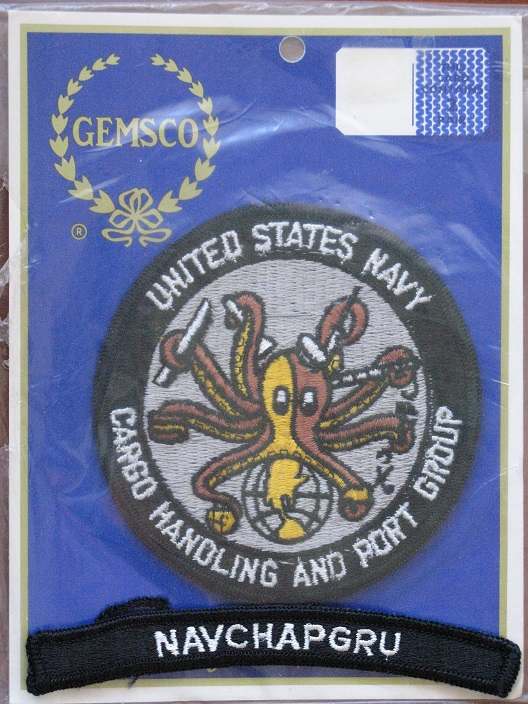 GEMSCO
®
UNITED STATES NAVY
CARGO HANDLING AND PORT GROUP
NAVCHAPGRU